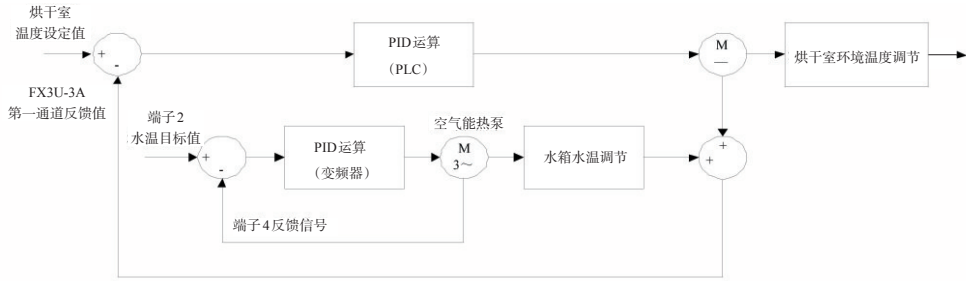 烘干室
温度设定值
+
-
PID运算
（PLC）
M
—
烘干室环境温度调节
FX3U-3A
第一通道反馈值
端子2
水温目标值
+
-
PID运算
（变频器）
空气能热泵
M
3～
水箱水温调节
+
+
端子4反馈信号